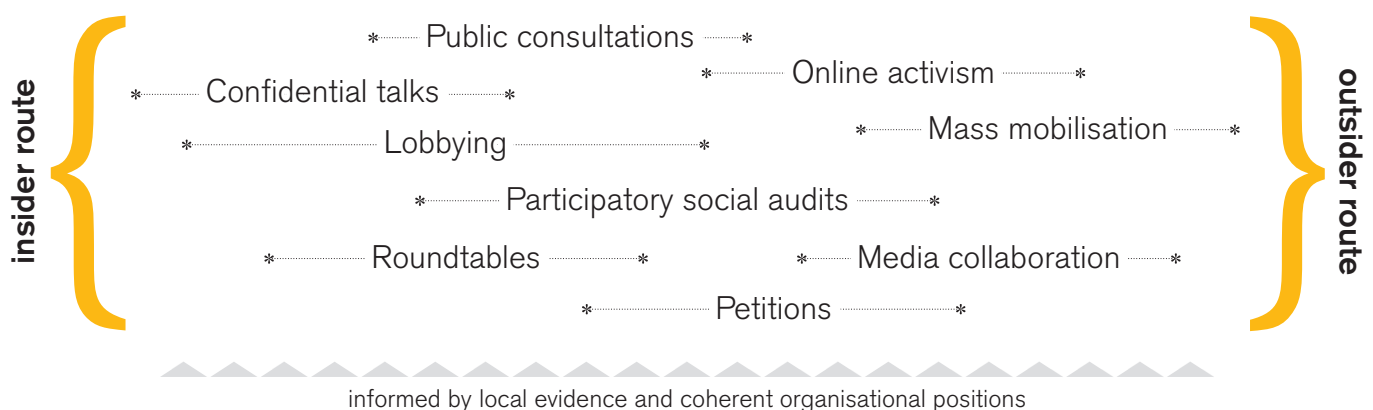 insider route
Public consultations
Online activism
Confidential talks
Mass mobilisation
Lobbying
Participatory social audits
Roundtables
Media collaboration
Petitions
outsider route
informed by local evidence and coherent organisational positions